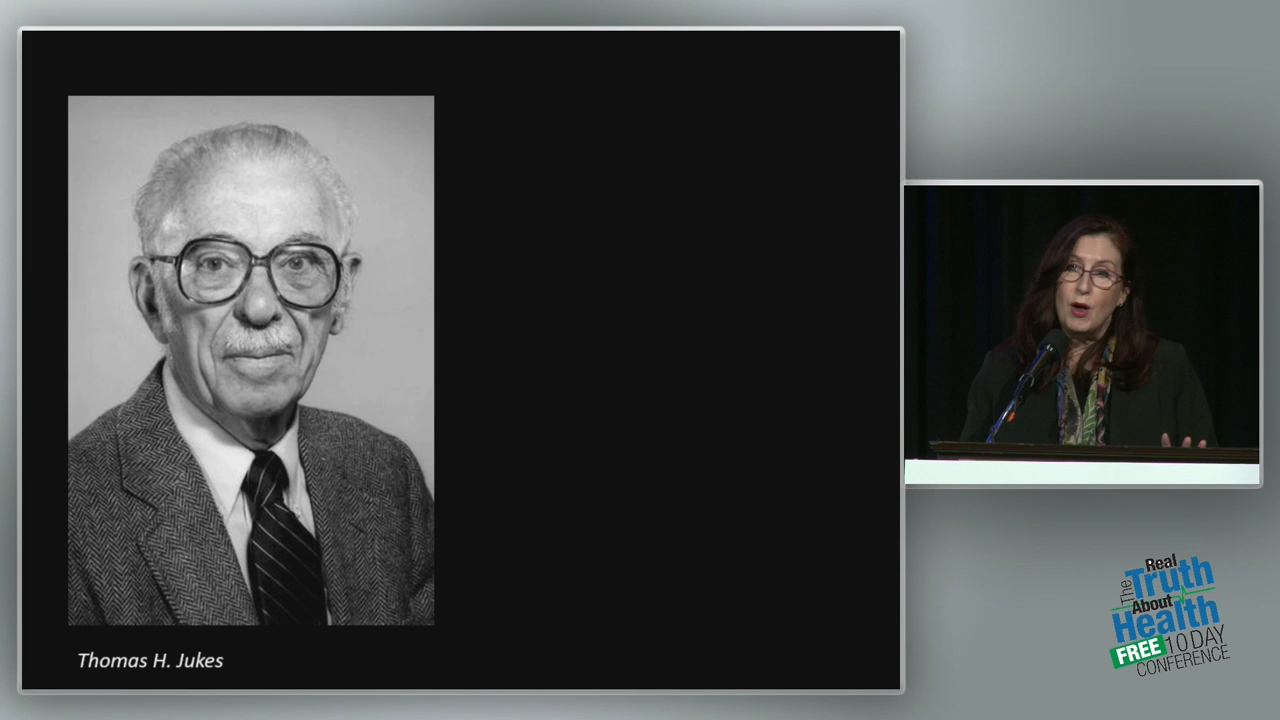 Thomas H. Jukes
The Real
Truth
About
Health
FREE 10 DAY
CONFERENCE